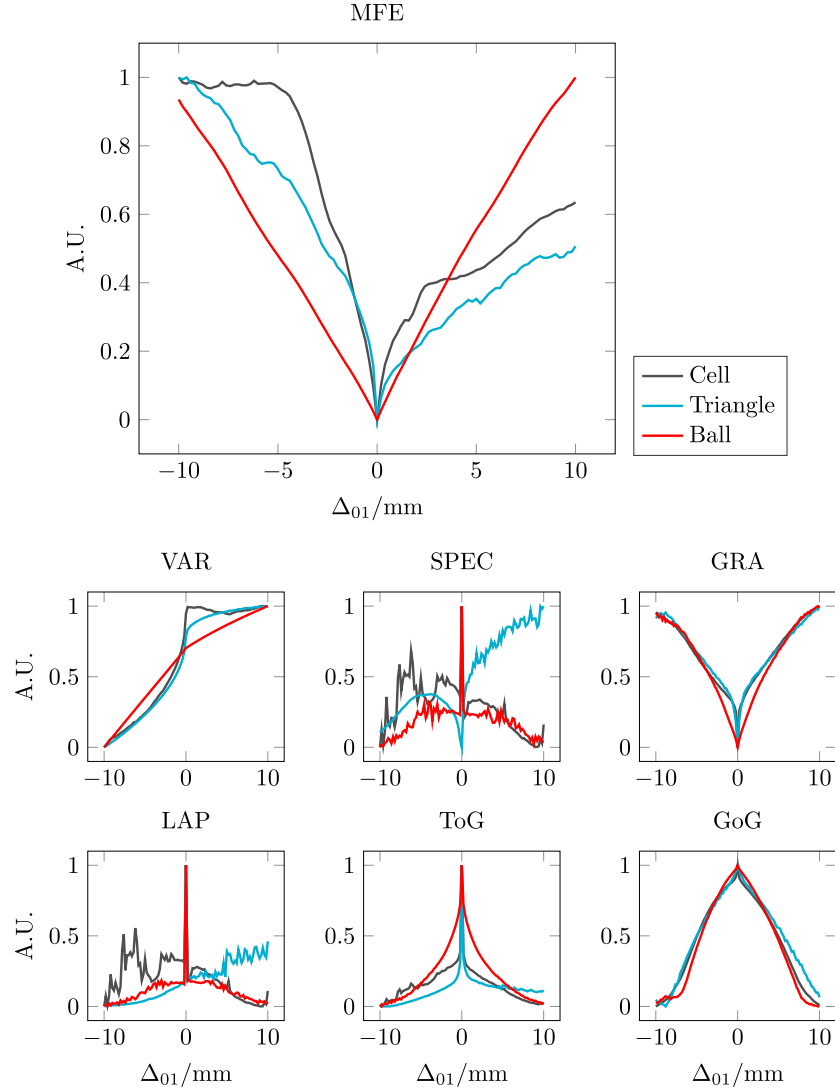 MFE
1
0.8
0.6
0.4
0.2
0
A.U.
−10 −5 0 5 10
Δ01/mm
Cell
Triangle
Ball
VAR SPEC GRA
1 1 1
0.5 0.5 0.5
0 0 0
A.U.
−10 0 10 −10 0 10 −10 0 10
LAP ToG GoG
1 1 1
0.5 0.5 0.5
0 0 0
A.U.
−10 0 10 −10 0 10 −10 0 10
Δ01/mm Δ01/mm Δ01/mm